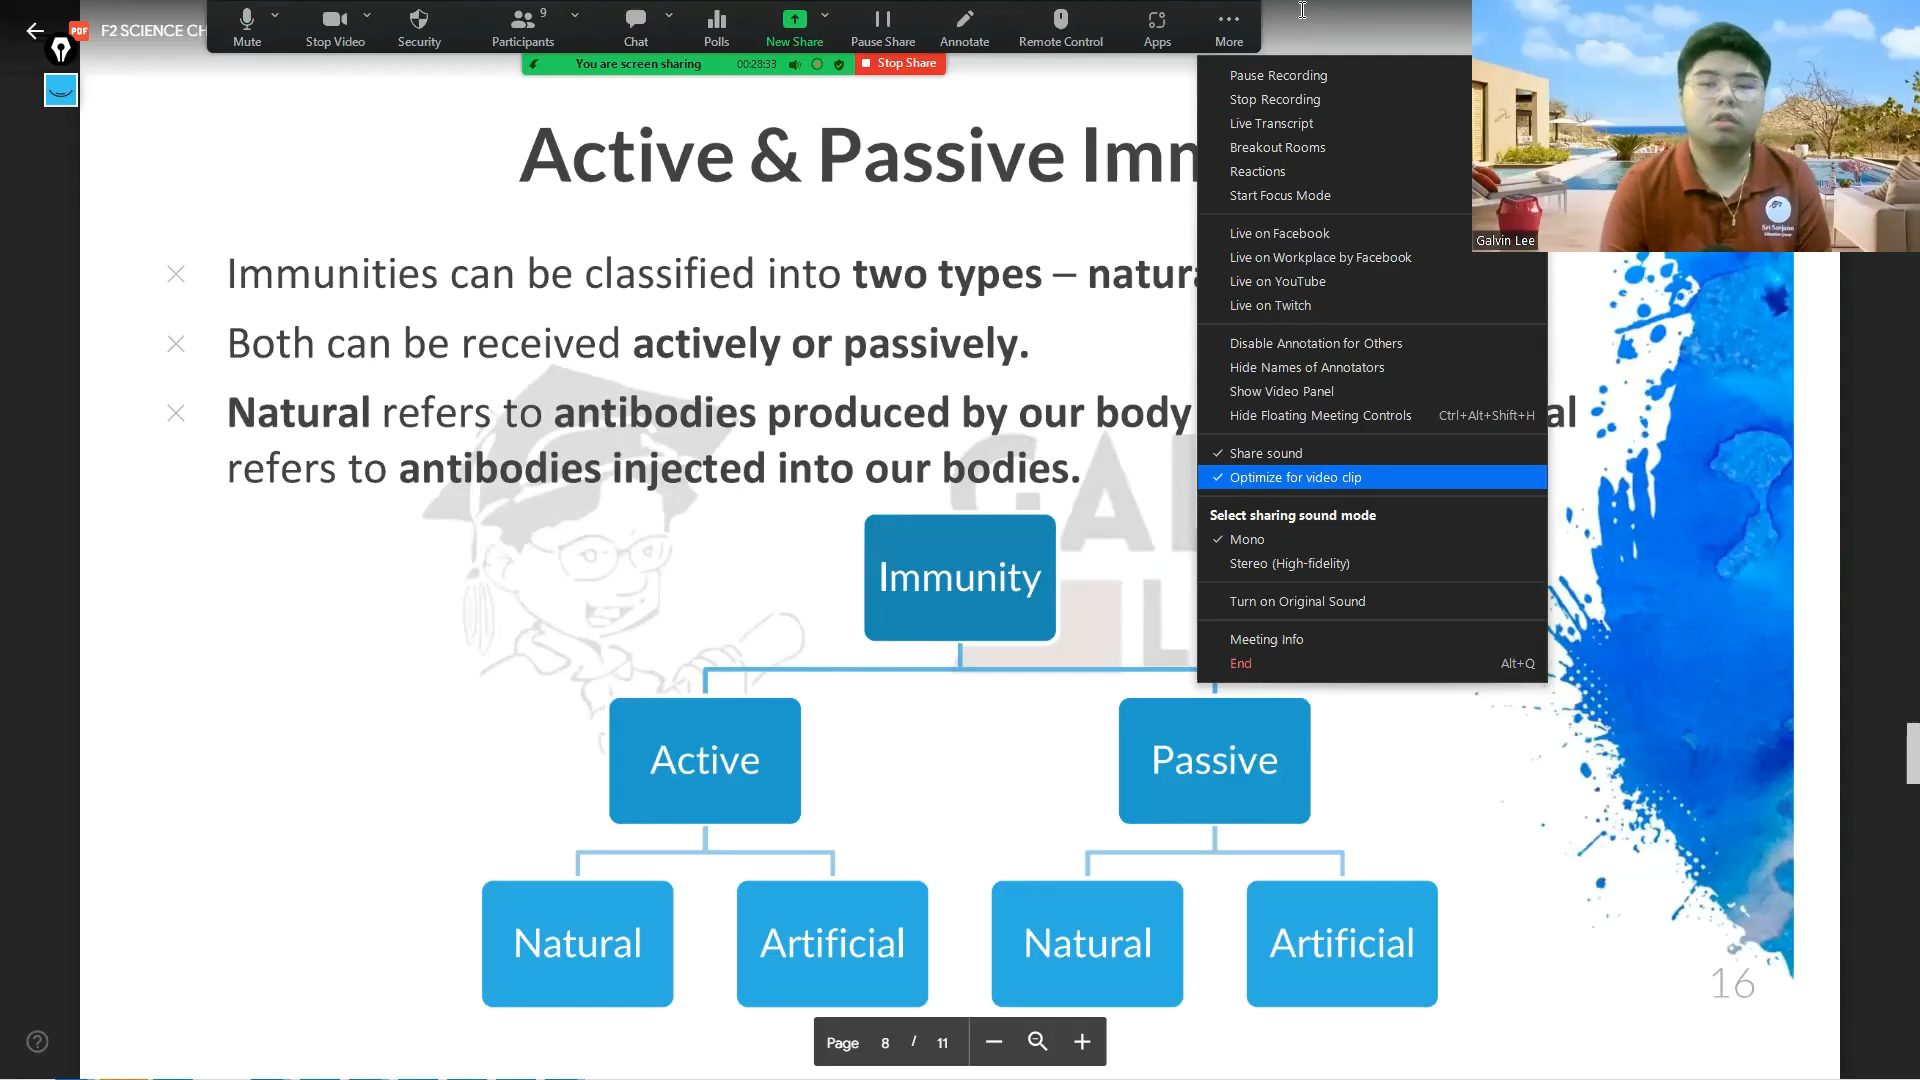 F2 SCIENCE CH
PDF
Mute
Stop Video
Security
Participants
9
Chat
Polls
New Share
Pause Share
Annotate
Remote Control
Apps
More
You are screen sharing
00:28:33
Stop Share
Active & Passive Imm
Immunities can be classified into two types – natura
Both can be received actively or passively.
Natural refers to antibodies produced by our body
al
refers to antibodies injected into our bodies.
Immunity
Active
Passive
Natural
Artificial
Natural
Artificial
16
Pause Recording
Stop Recording
Live Transcript
Breakout Rooms
Reactions
Start Focus Mode
Live on Facebook
Live on Workplace by Facebook
Live on YouTube
Live on Twitch
Disable Annotation for Others
Hide Names of Annotators
Show Video Panel
Hide Floating Meeting Controls Ctrl+Alt+Shift+H
Share sound
Optimize for video clip
Select sharing sound mode
Mono
Stereo (High-fidelity)
Turn on Original Sound
Meeting Info
End Alt+Q
Sri Sarjana
Galvin Lee
Page 8 / 11